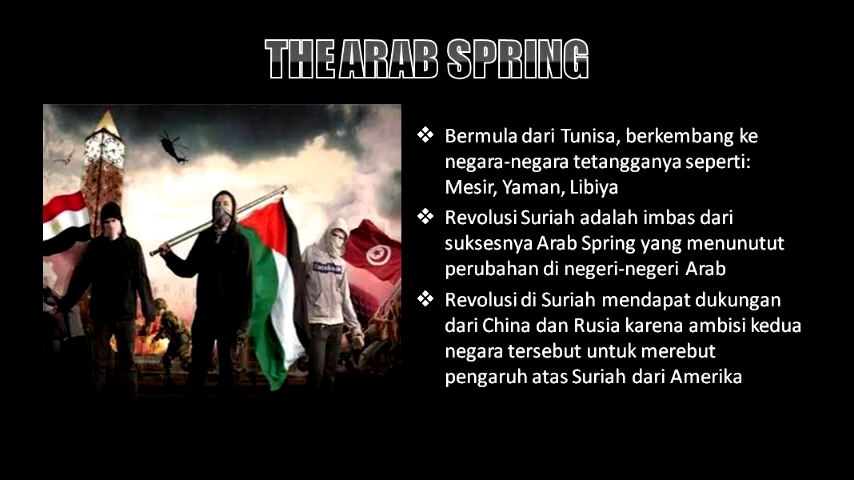 THE ARAB SPRING
❖ Bermula dari Tunisa, berkembang ke
negara-negara tetangganya seperti:
Mesir, Yaman, Libiya
❖ Revolusi Suriah adalah imbas dari
suksesnya Arab Spring yang menunutut
perubahan di negeri-negeri Arab
❖ Revolusi di Suriah mendapat dukungan
dari China dan Rusia karena ambisi kedua
negara tersebut untuk merebut
pengaruh atas Suriah dari Amerika
facebook